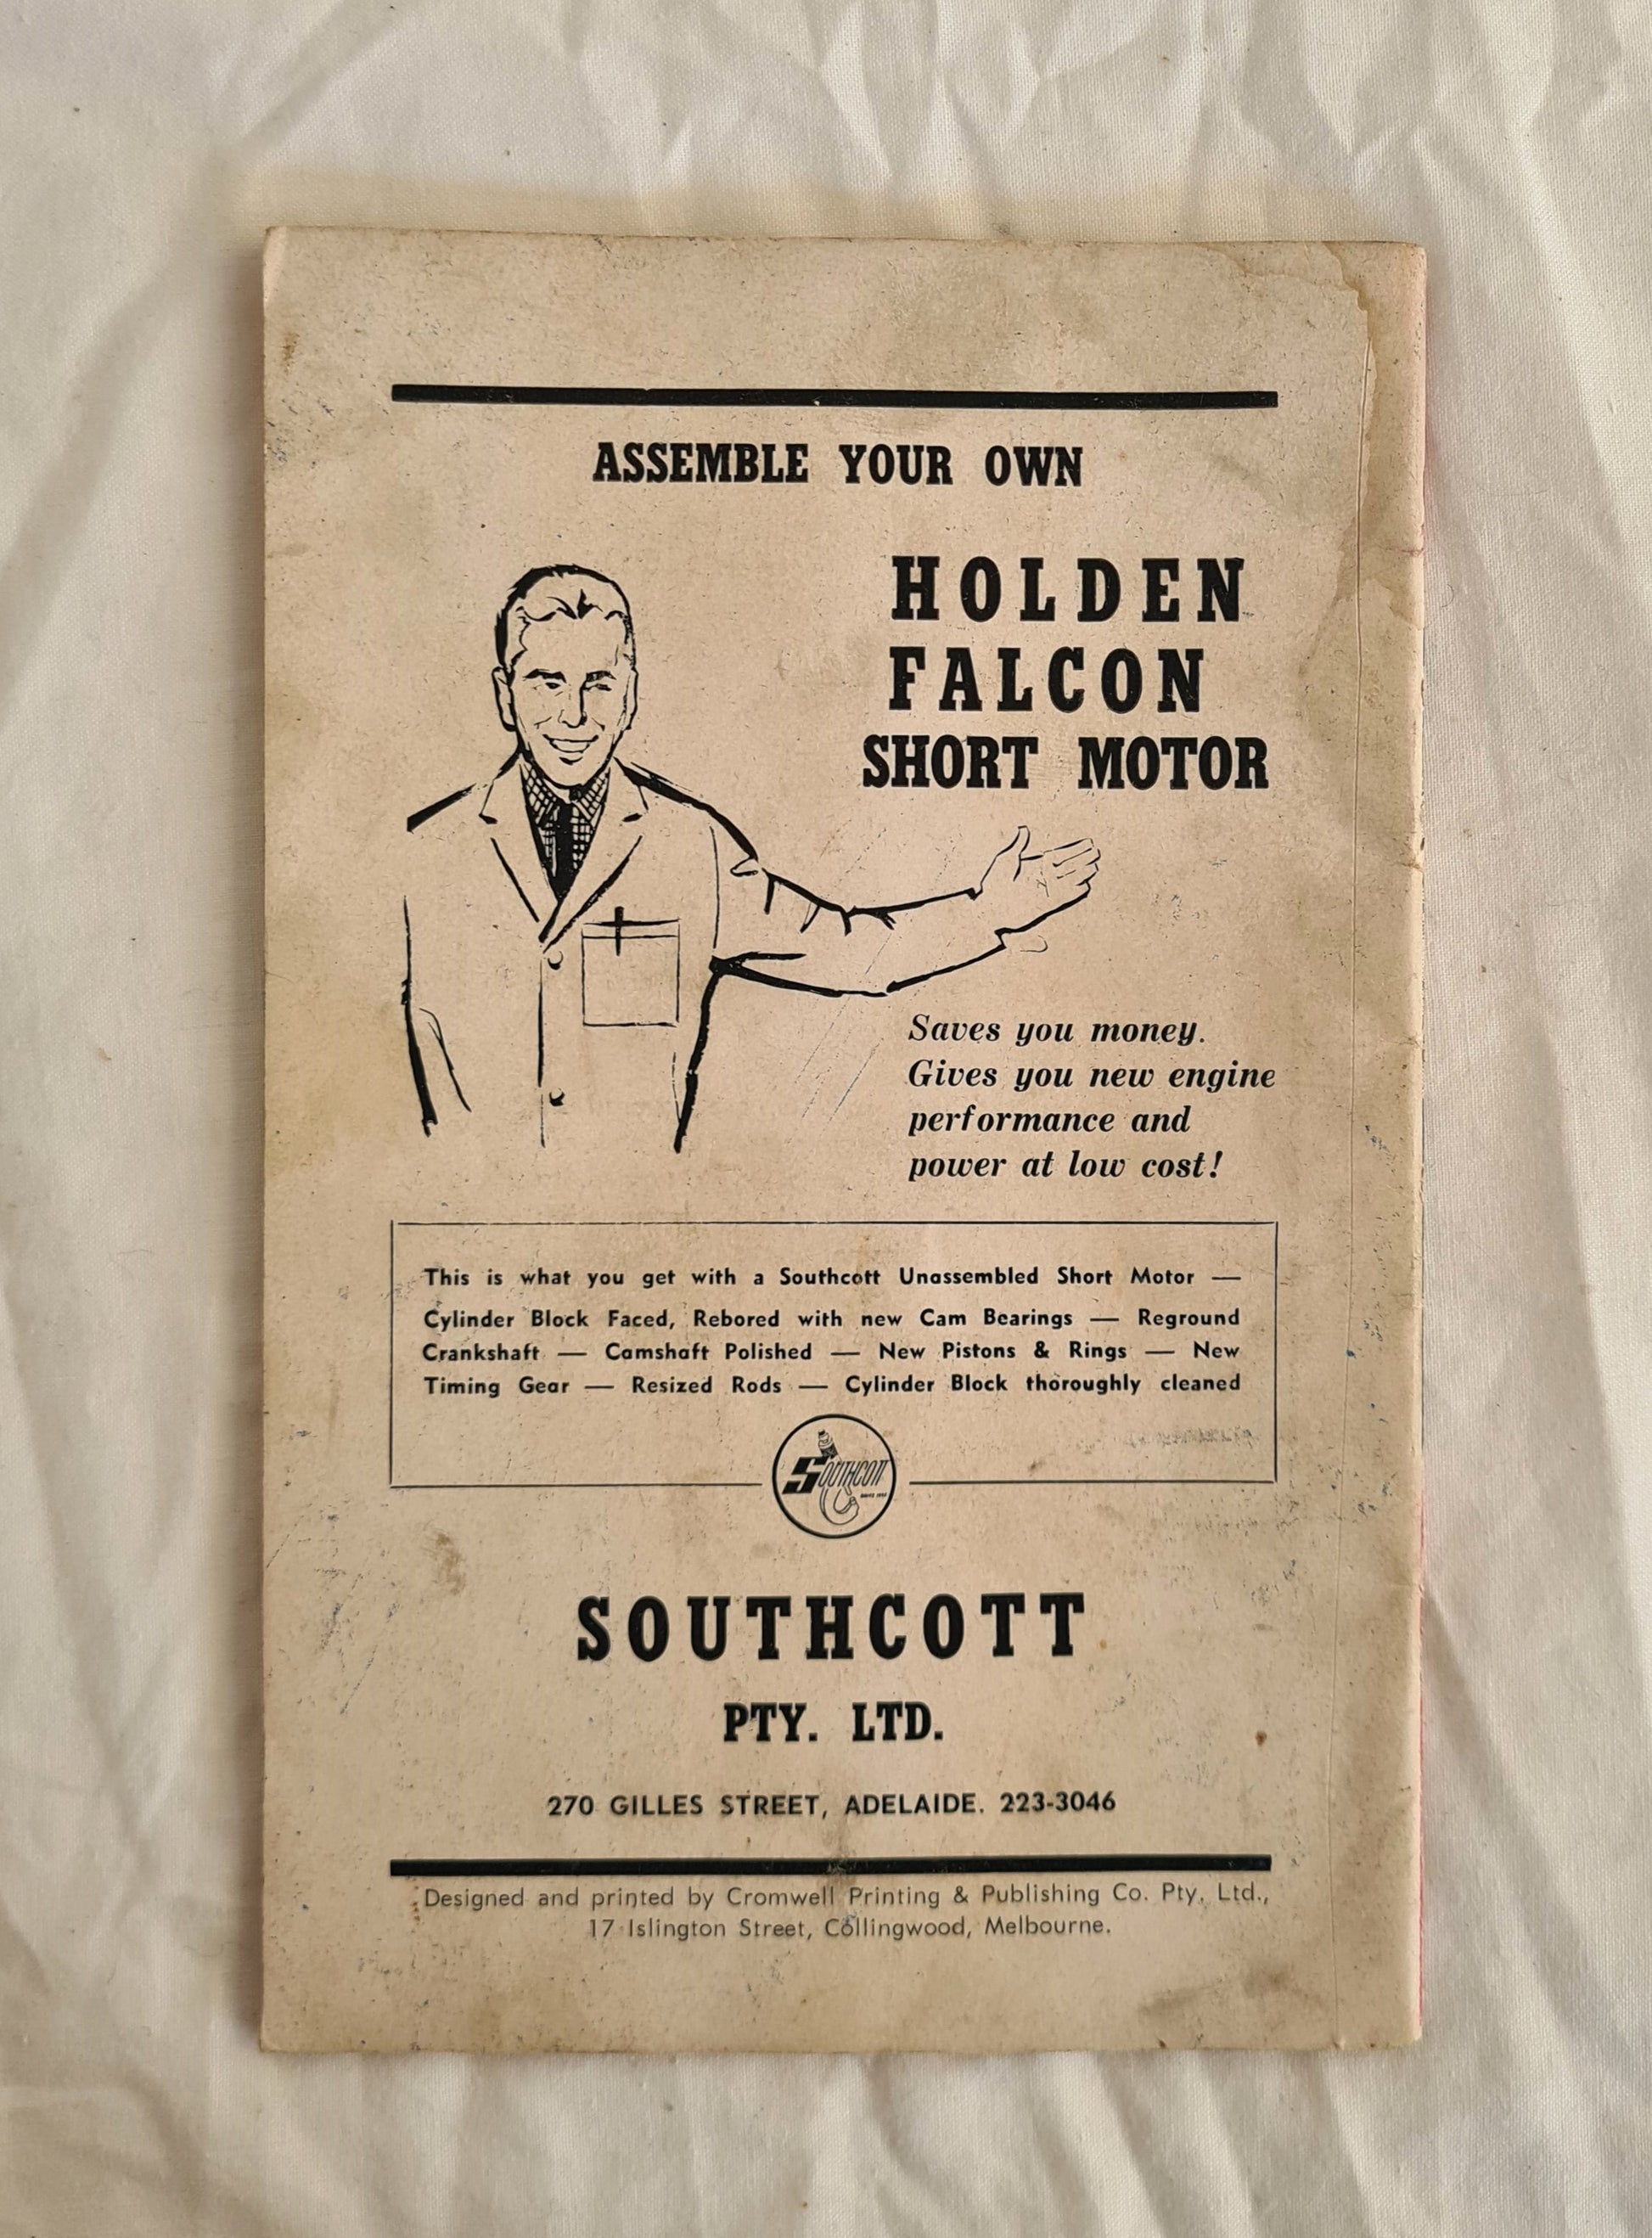 ASSEMBLE YOUR OWN
HOLDEN
FALCON
SHORT MOTOR
Saves you money.
Gives you new engine
performance and
power at low cost!
This is what you get with a Southcott Unassembled Short Motor —
Cylinder Block Faced, Rebored with new Cam Bearings — Reground
Crankshaft — Camshaft Polished — New Pistons & Rings — New
Timing Gear — Resized Rods — Cylinder Block thoroughly cleaned
SOUTHCOTT
SOUTHCOTT
PTY. LTD.
270 GILLES STREET, ADELAIDE. 223-3046
Designed and printed by Cromwell Printing & Publishing Co. Pty. Ltd.,
17 Islington Street, Collingwood, Melbourne.